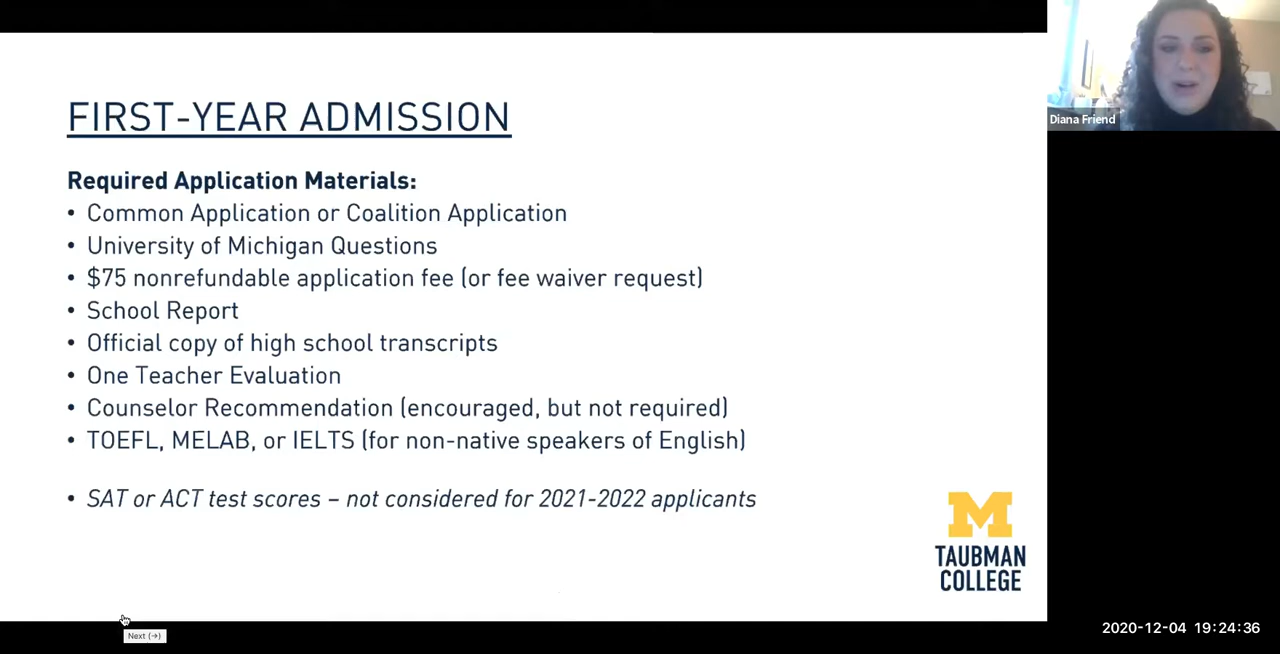 FIRST-YEAR ADMISSION
Required Application Materials:
• Common Application or Coalition Application
• University of Michigan Questions
• $75 nonrefundable application fee (or fee waiver request)
• School Report
• Official copy of high school transcripts
• One Teacher Evaluation
• Counselor Recommendation (encouraged, but not required)
• TOEFL, MELAB, or IELTS (for non-native speakers of English)
• SAT or ACT test scores – not considered for 2021-2022 applicants
M
TAUBMAN
COLLEGE
Diana Friend
Next (→)
2020-12-04 19:24:36